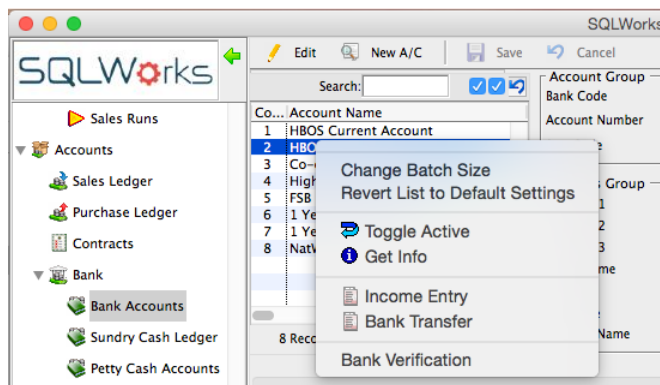 SQLWorks
SQLWorks
Edit
New A/C
Save
Cancel
Search:
Sales Runs
Accounts
Sales Ledger
Purchase Ledger
Contracts
Bank
Bank Accounts
Sundry Cash Ledger
Petty Cash Accounts
Co... Account Name
1 HBOS Current Account
2 HBO
3 Co-
4 High
5 FSB
6 1 Ye
7 1 Ye
8 NatW
8 Reco
Change Batch Size
Revert List to Default Settings
Toggle Active
Get Info
Income Entry
Bank Transfer
Bank Verification
Account Group
Bank Code
Account Number
e
Group
1
2
3
me
Name